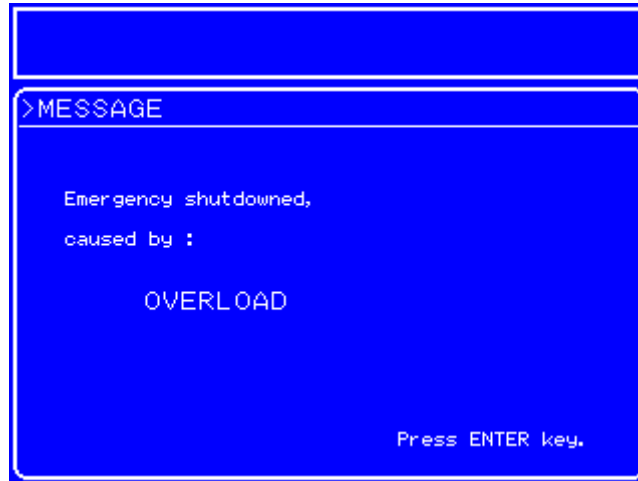 >MESSAGE
Emergency shutdowned,
caused by :
OVERLOAD
Press ENTER key.